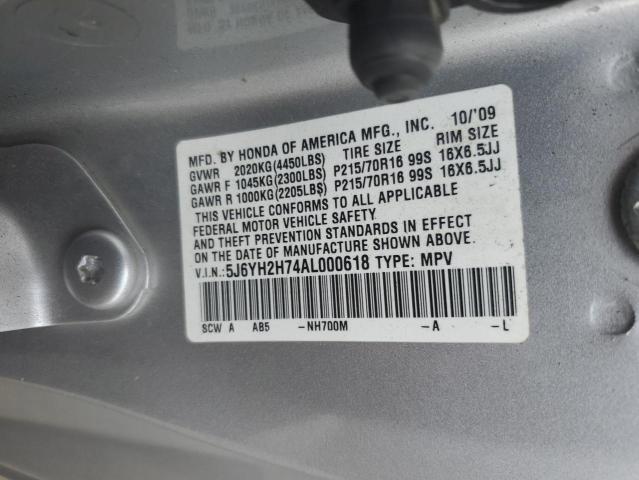 MFD. BY HONDA OF AMERICA MFG., INC. 10/'09
GVWR 2020KG(4450LBS) TIRE SIZE RIM SIZE
GAWR F 1045KG(2300LBS) P215/70R16 99S 16X6.5JJ
GAWR R 1000KG(2205LBS) P215/70R16 99S 16X6.5JJ
THIS VEHICLE CONFORMS TO ALL APPLICABLE
FEDERAL MOTOR VEHICLE SAFETY
AND THEFT PREVENTION STANDARDS IN EFFECT
ON THE DATE OF MANUFACTURE SHOWN ABOVE.
V.I.N.: 5J6YH2H74AL000618 TYPE: MPV
SCW A AB5 -NH700M -A -L